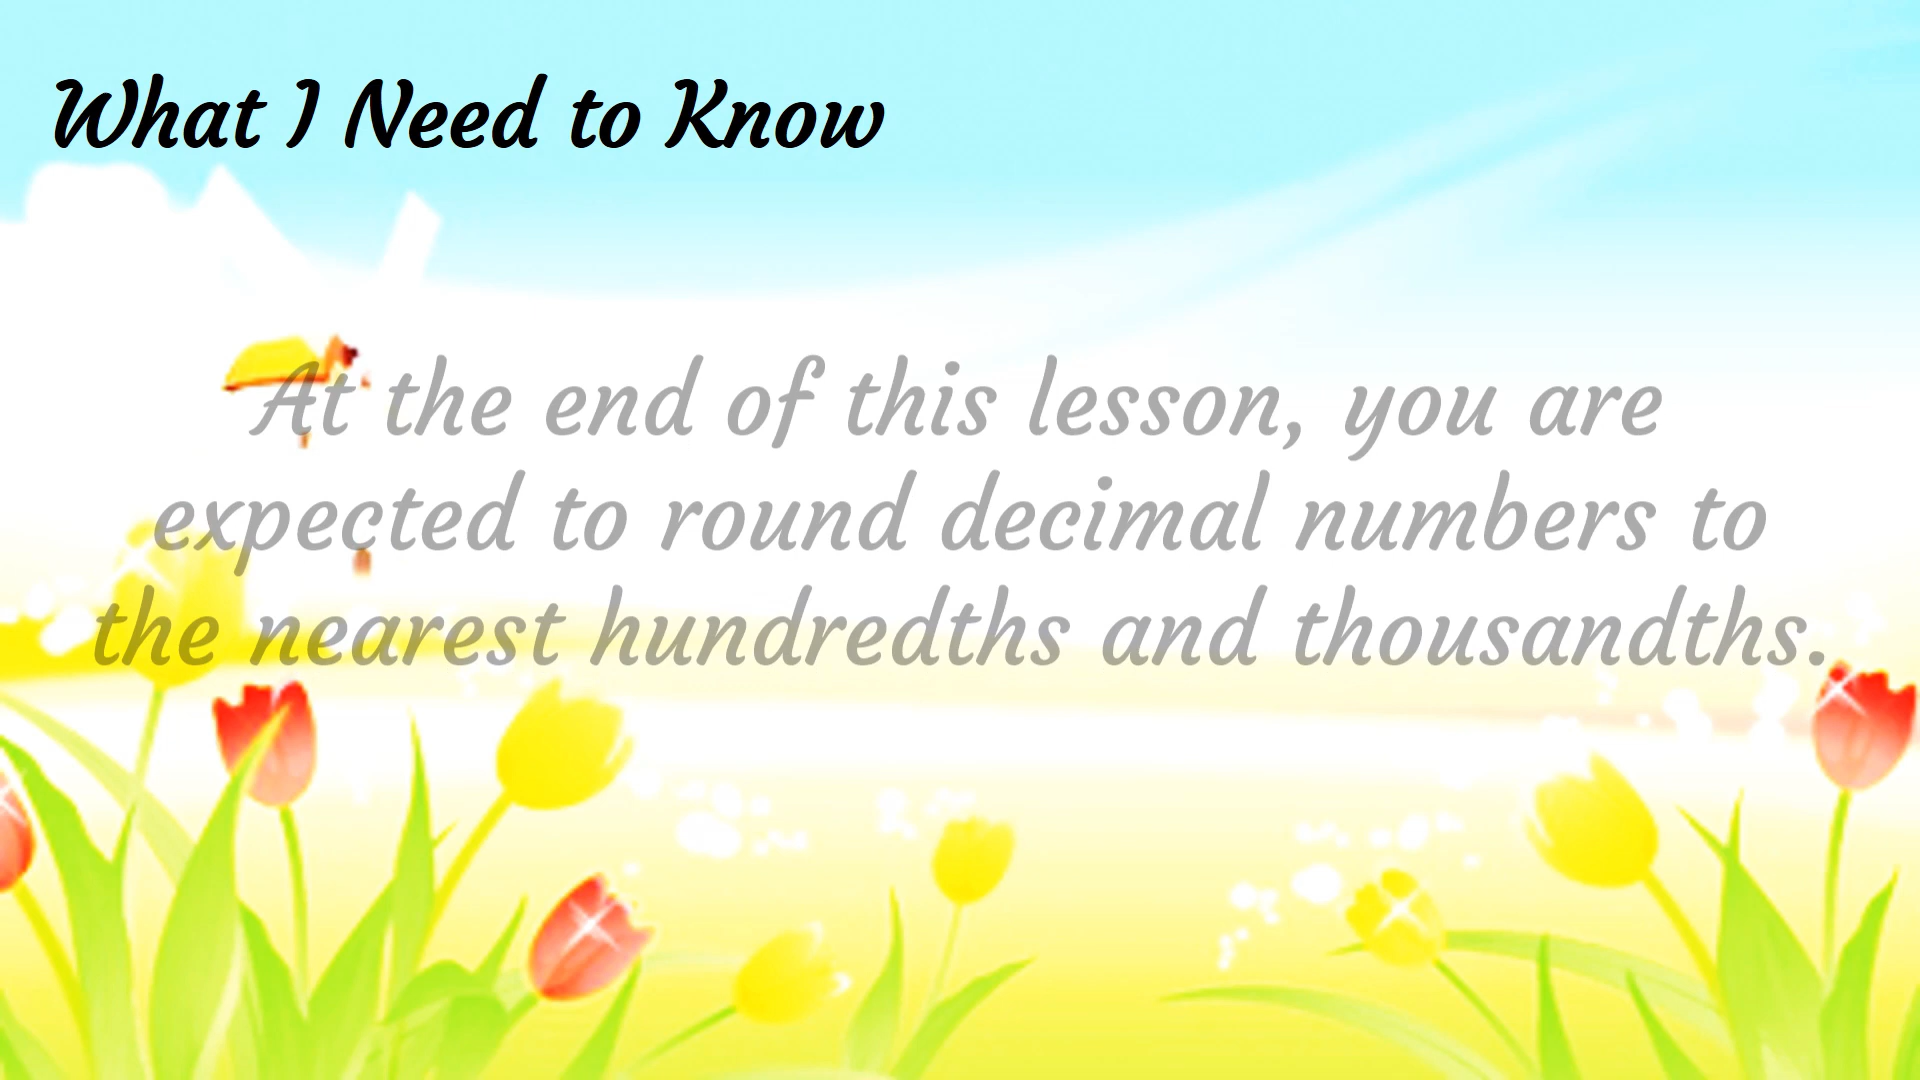 What I Need to Know
At the end of this lesson, you are
expected to round decimal numbers to
the nearest hundredths and thousandths.